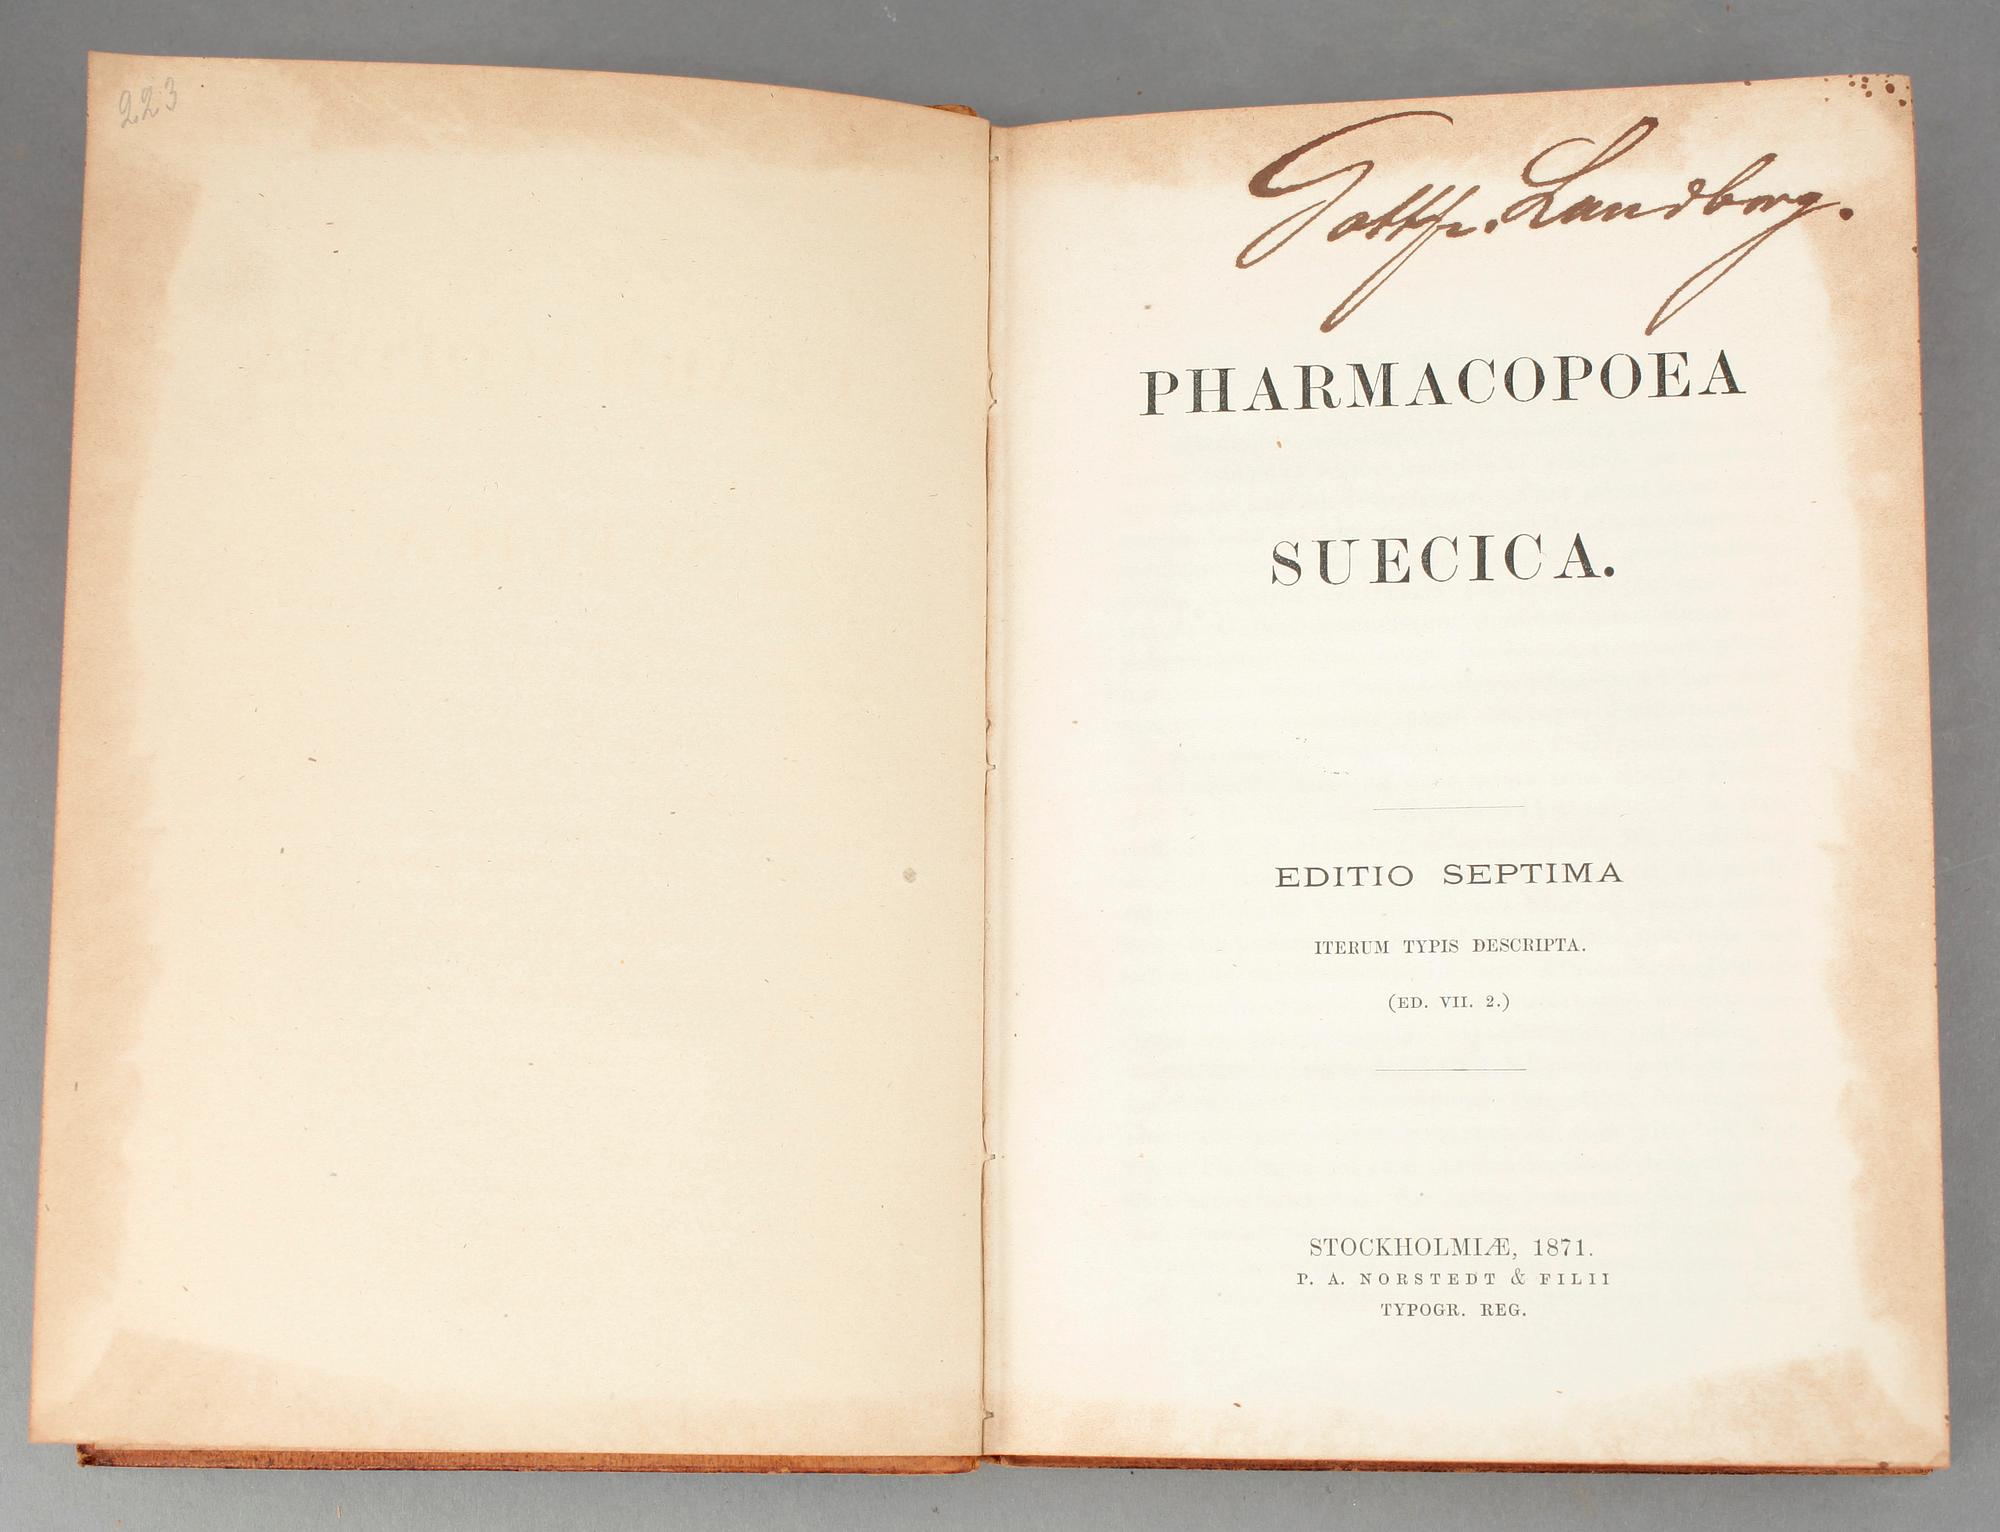 223
Gottfr. Landberg.
PHARMACOPOEA
SUECICA.
EDITIO SEPTIMA
ITERUM TYPIS DESCRIPTA.
(ED. VII. 2.)
STOCKHOLMIÆ, 1871.
P. A. NORSTEDT & FILII
TYPOGR. REG.